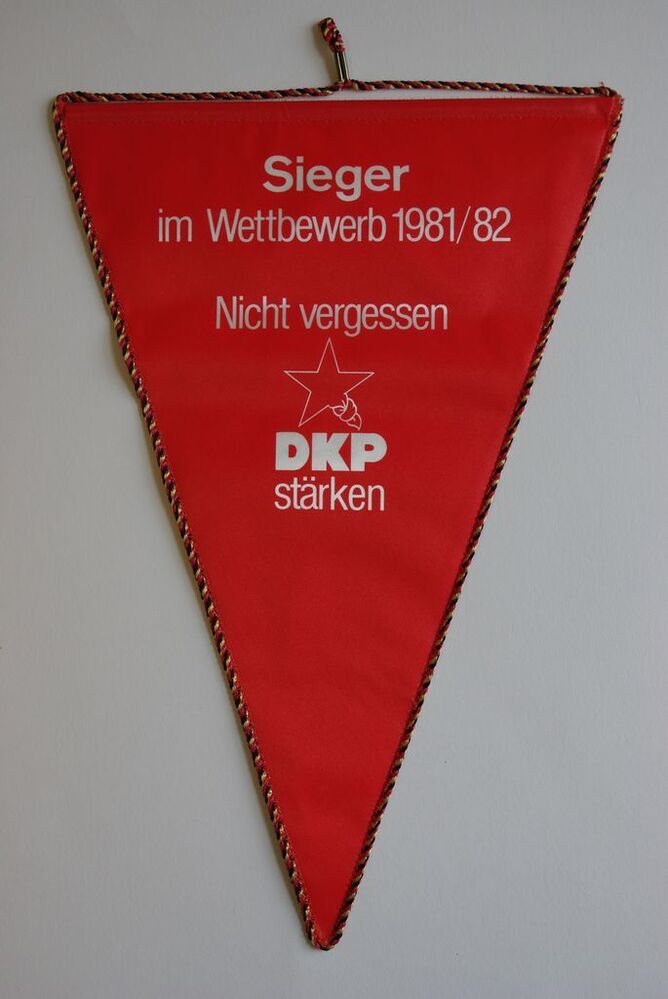 Sieger
im Wettbewerb 1981/82
Nicht vergessen
DKP
stärken